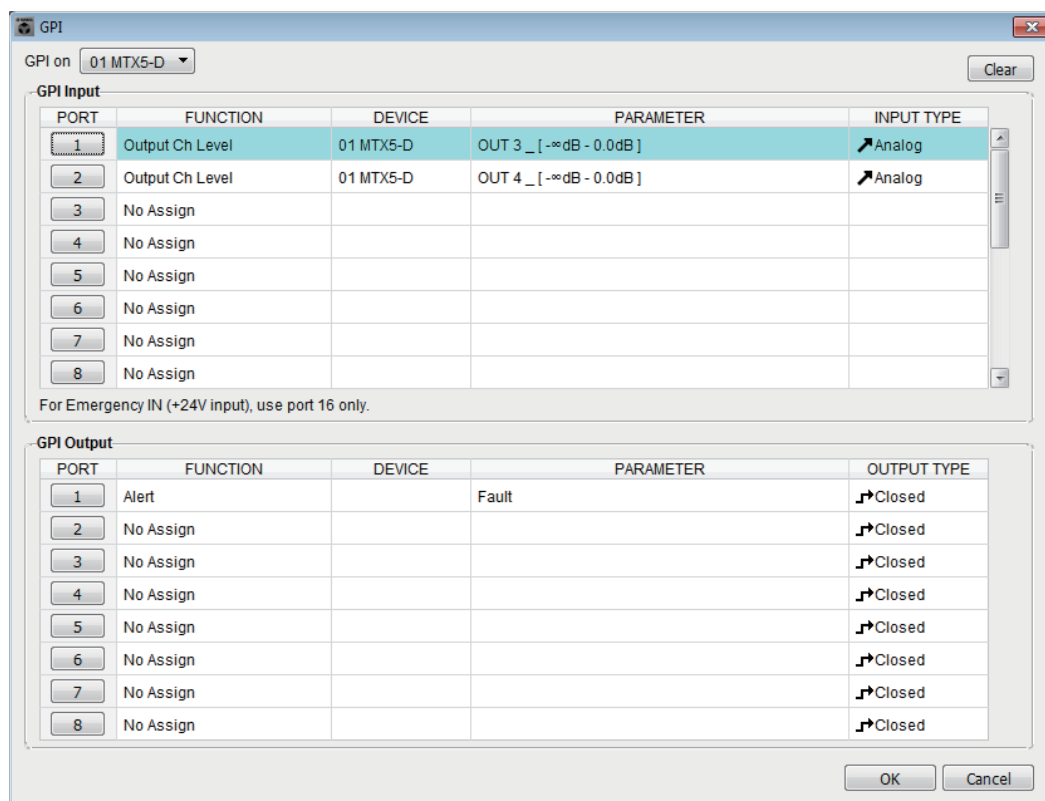 GPI
GPI on 01 MTX5-D
Clear
GPI Input
PORT FUNCTION DEVICE PARAMETER INPUT TYPE
1 Output Ch Level 01 MTX5-D OUT 3 _ [ -∞dB - 0.0dB ] Analog
2 Output Ch Level 01 MTX5-D OUT 4 _ [ -∞dB - 0.0dB ] Analog
3 No Assign
4 No Assign
5 No Assign
6 No Assign
7 No Assign
8 No Assign
For Emergency IN (+24V input), use port 16 only.
GPI Output
PORT FUNCTION DEVICE PARAMETER OUTPUT TYPE
1 Alert Fault Closed
2 No Assign Closed
3 No Assign Closed
4 No Assign Closed
5 No Assign Closed
6 No Assign Closed
7 No Assign Closed
8 No Assign Closed
OK Cancel